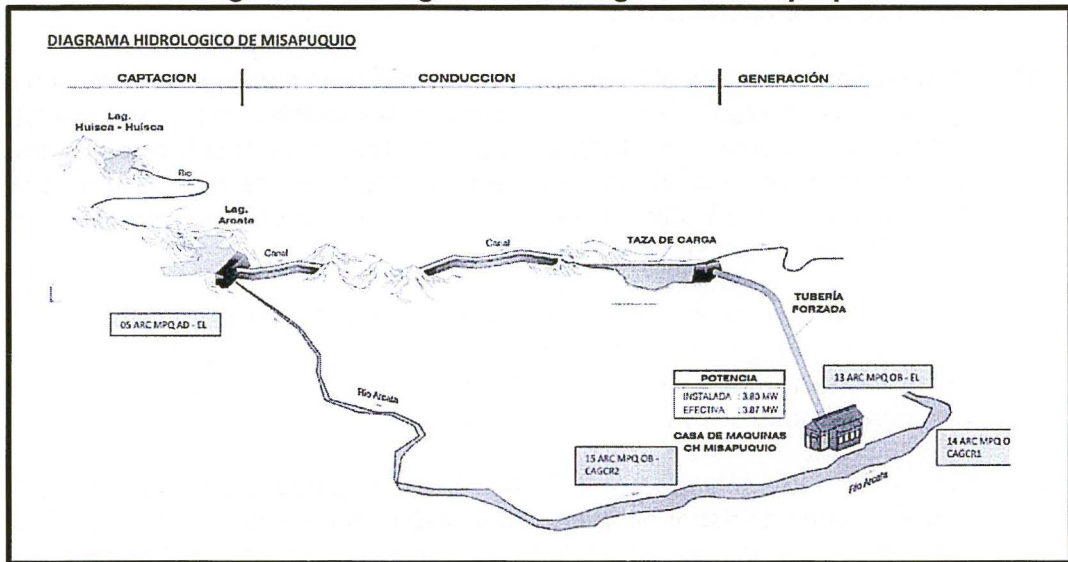 DIAGRAMA HIDROLOGICO DE MISAPUQUIO
CAPTACION
CONDUCCION
GENERACIÓN
Lag.
Huisca - Huisca
Rio
Lag.
Arcata
Canal
Canal
TAZA DE CARGA
TUBERÍA
FORZADA
05 ARC MPQ AD - EL
Río Arcata
POTENCIA
INSTALADA : 3.80 MW
EFECTIVA : 3.87 MW
13 ARC MPQ OB - EL
CASA DE MAQUINAS
CH MISAPUQUIO
14 ARC MPQ O
CAGCR1
15 ARC MPQ OB -
CAGCR2
Río Arcata